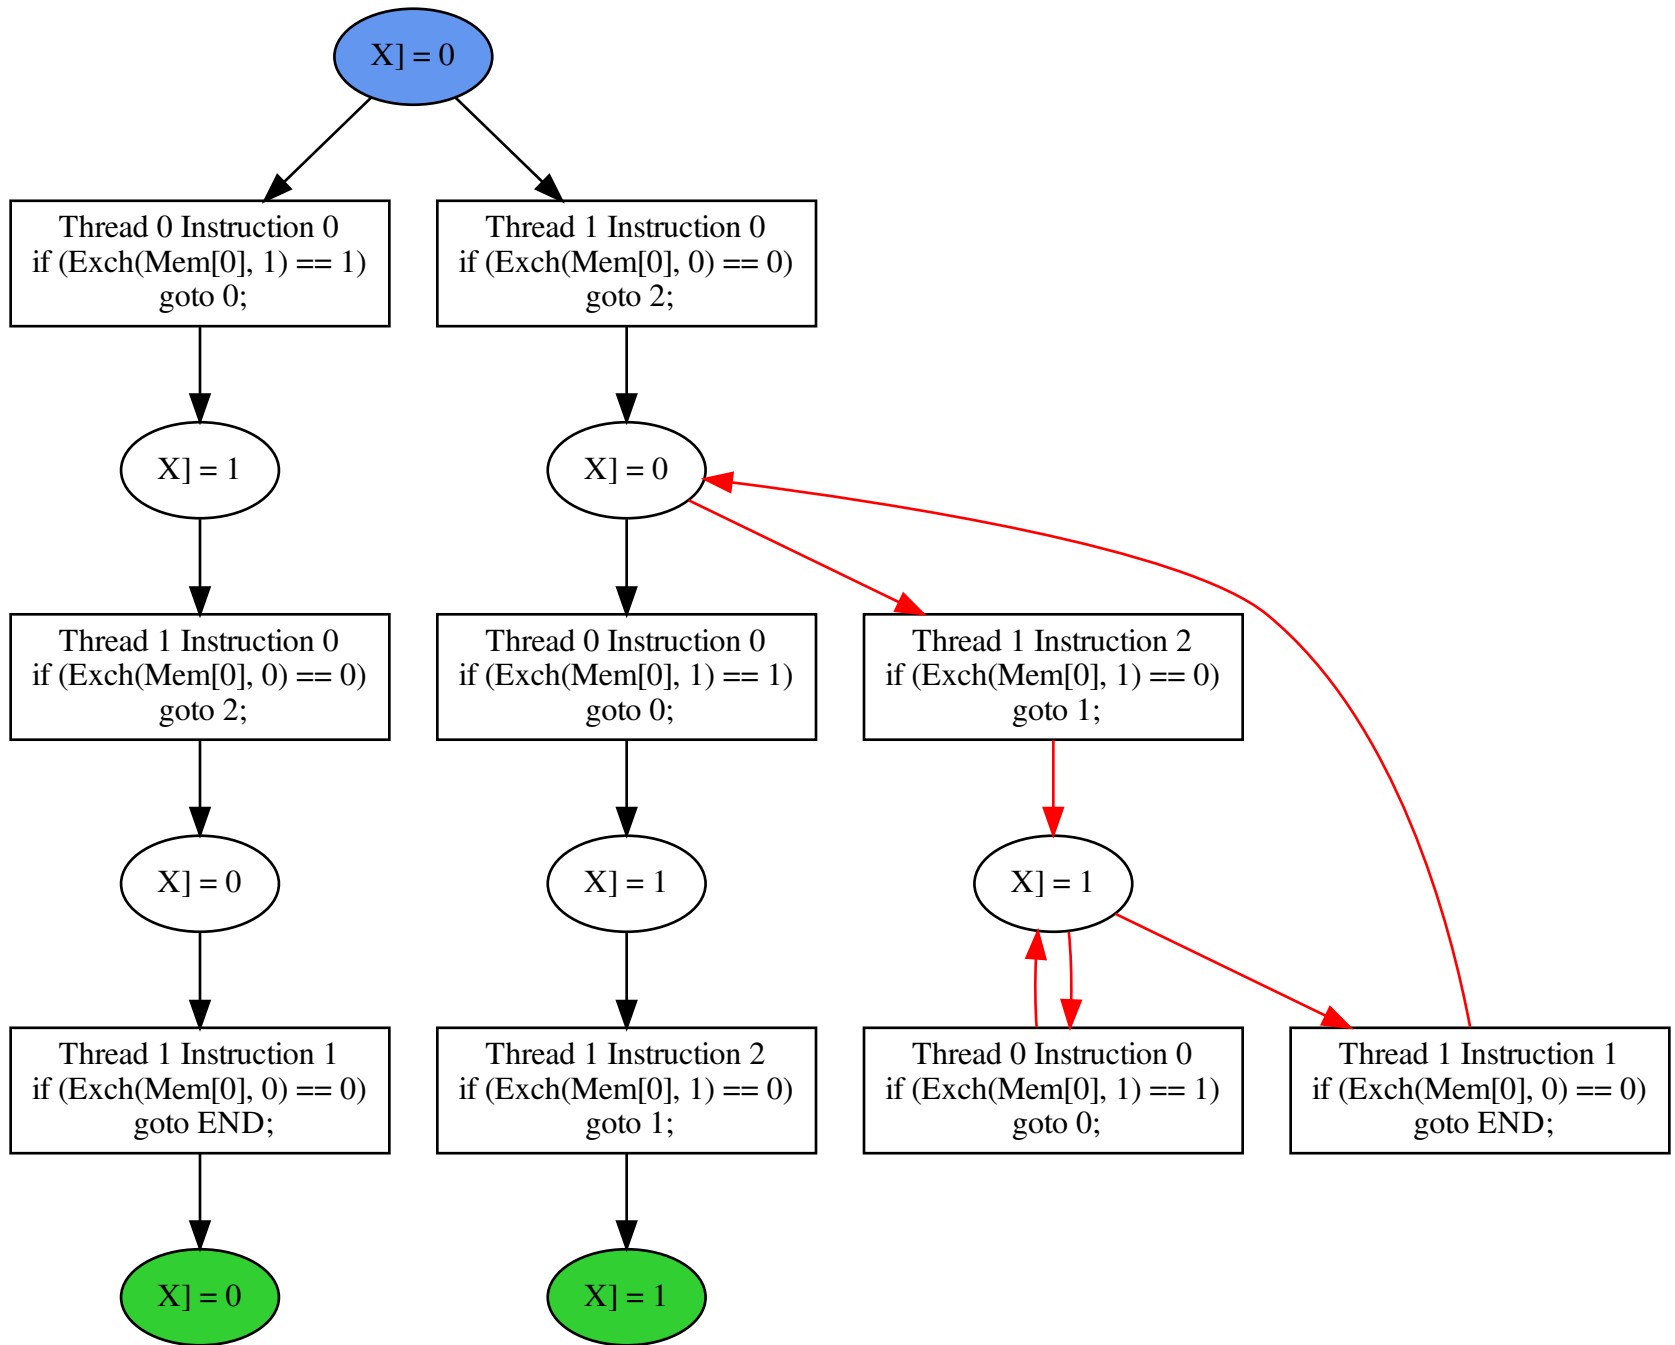 X] = 0
Thread 0 Instruction 0
if (Exch(Mem[0], 1) == 1)
goto 0;
Thread 1 Instruction 0
if (Exch(Mem[0], 0) == 0)
goto 2;
X] = 1
X] = 0
Thread 1 Instruction 0
if (Exch(Mem[0], 0) == 0)
goto 2;
Thread 0 Instruction 0
if (Exch(Mem[0], 1) == 1)
goto 0;
Thread 1 Instruction 2
if (Exch(Mem[0], 1) == 0)
goto 1;
X] = 0
X] = 1
X] = 1
Thread 1 Instruction 1
if (Exch(Mem[0], 0) == 0)
goto END;
Thread 1 Instruction 2
if (Exch(Mem[0], 1) == 0)
goto 1;
Thread 0 Instruction 0
if (Exch(Mem[0], 1) == 1)
goto 0;
Thread 1 Instruction 1
if (Exch(Mem[0], 0) == 0)
goto END;
X] = 0
X] = 1